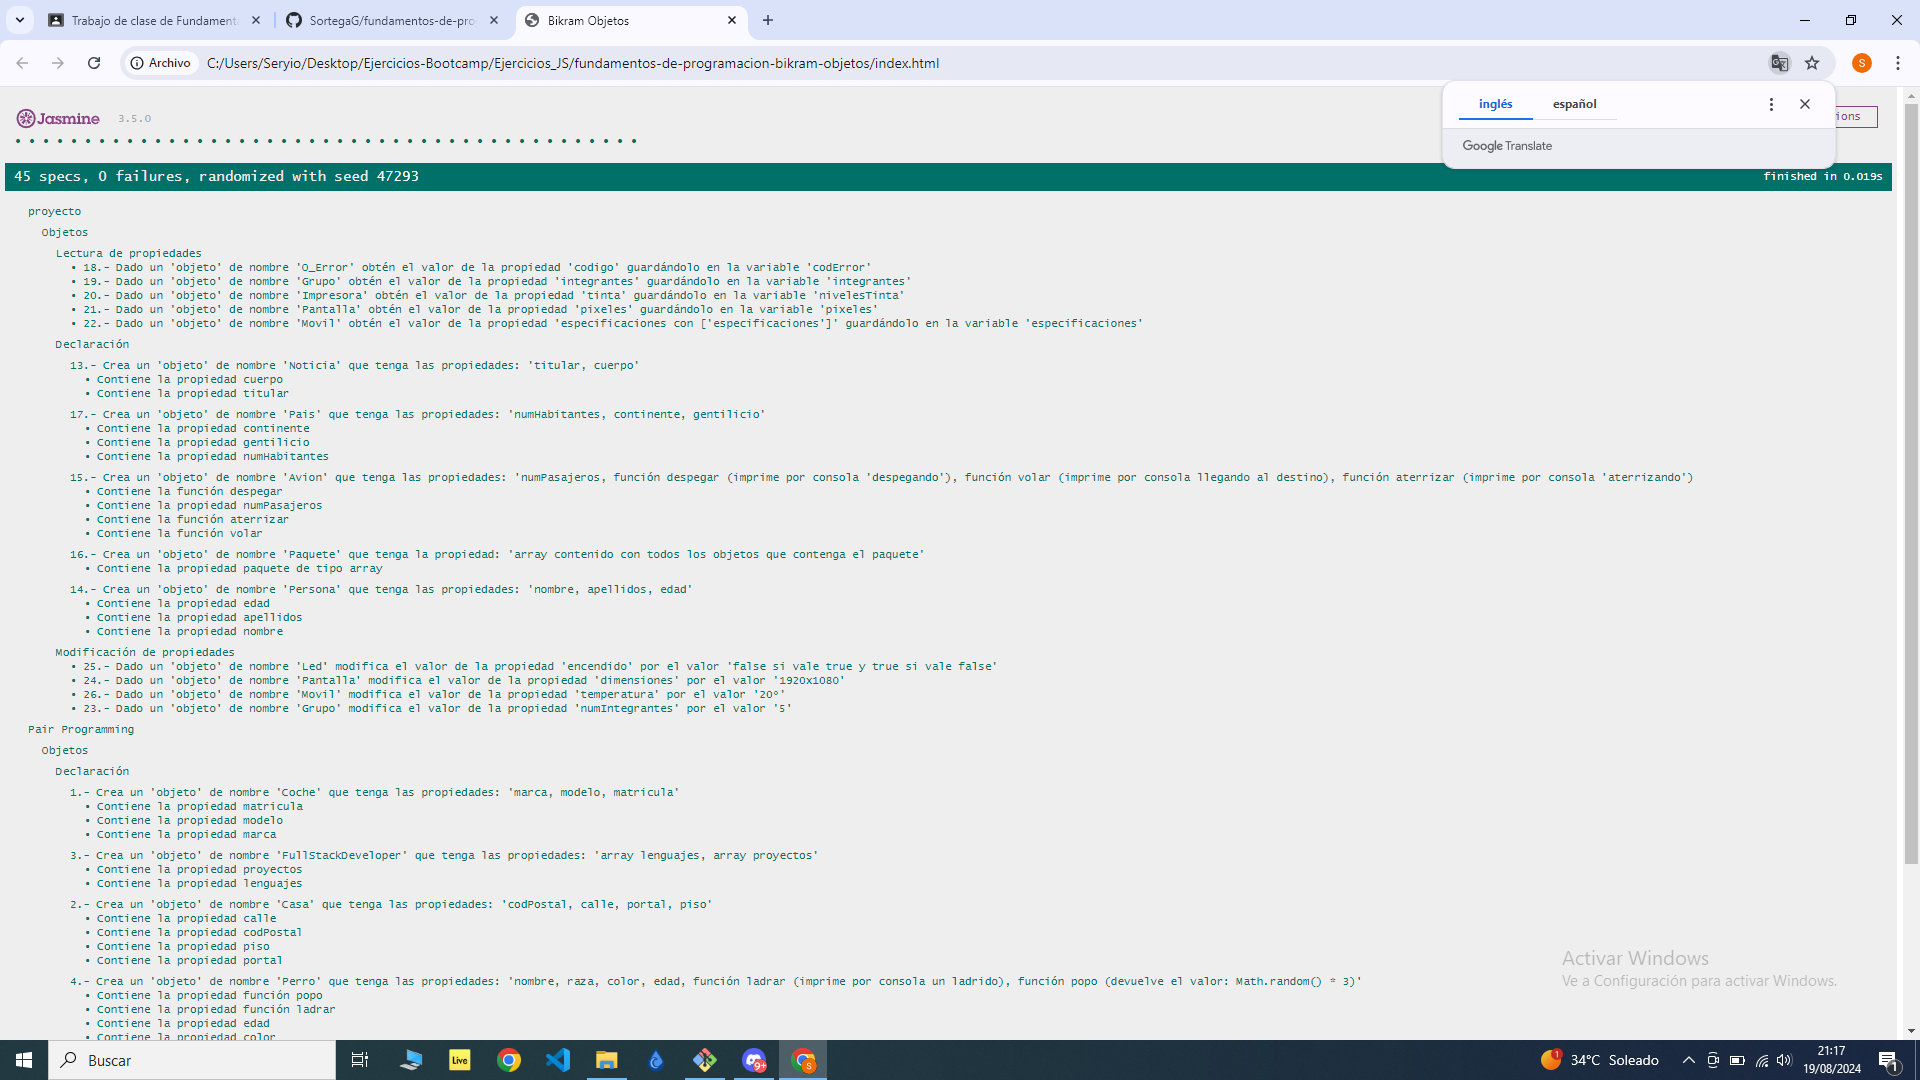 Trabajo de clase de Fundament
SortegaG/fundamentos-de-pro
Bikram Objetos
Archivo
C:/Users/Seryio/Desktop/Ejercicios-Bootcamp/Ejercicios_JS/fundamentos-de-programacion-bikram-objetos/index.html
S
inglés
español
Google Translate
Jasmine
3.5.0
ions
45 specs, 0 failures, randomized with seed 47293
finished in 0.019s
proyecto
Objetos
Lectura de propiedades
• 18.- Dado un 'objeto' de nombre 'O_Error' obtén el valor de la propiedad 'codigo' guardándolo en la variable 'codError'
• 19.- Dado un 'objeto' de nombre 'Grupo' obtén el valor de la propiedad 'integrantes' guardándolo en la variable 'integrantes'
• 20.- Dado un 'objeto' de nombre 'Impresora' obtén el valor de la propiedad 'tinta' guardándolo en la variable 'nivelesTinta'
• 21.- Dado un 'objeto' de nombre 'Pantalla' obtén el valor de la propiedad 'pixeles' guardándolo en la variable 'pixeles'
• 22.- Dado un 'objeto' de nombre 'Movil' obtén el valor de la propiedad 'especificaciones con ['especificaciones']' guardándolo en la variable 'especificaciones'
Declaración
13.- Crea un 'objeto' de nombre 'Noticia' que tenga las propiedades: 'titular, cuerpo'
• Contiene la propiedad cuerpo
• Contiene la propiedad titular
17.- Crea un 'objeto' de nombre 'Pais' que tenga las propiedades: 'numHabitantes, continente, gentilicio'
• Contiene la propiedad continente
• Contiene la propiedad gentilicio
• Contiene la propiedad numHabitantes
15.- Crea un 'objeto' de nombre 'Avion' que tenga las propiedades: 'numPasajeros, función despegar (imprime por consola 'despegando'), función volar (imprime por consola llegando al destino), función aterrizar (imprime por consola 'aterrizando')
• Contiene la función despegar
• Contiene la propiedad numPasajeros
• Contiene la función aterrizar
• Contiene la función volar
16.- Crea un 'objeto' de nombre 'Paquete' que tenga la propiedad: 'array contenido con todos los objetos que contenga el paquete'
• Contiene la propiedad paquete de tipo array
14.- Crea un 'objeto' de nombre 'Persona' que tenga las propiedades: 'nombre, apellidos, edad'
• Contiene la propiedad edad
• Contiene la propiedad apellidos
• Contiene la propiedad nombre
Modificación de propiedades
• 25.- Dado un 'objeto' de nombre 'Led' modifica el valor de la propiedad 'encendido' por el valor 'false si vale true y true si vale false'
• 24.- Dado un 'objeto' de nombre 'Pantalla' modifica el valor de la propiedad 'dimensiones' por el valor '1920x1080'
• 26.- Dado un 'objeto' de nombre 'Movil' modifica el valor de la propiedad 'temperatura' por el valor '20°'
• 23.- Dado un 'objeto' de nombre 'Grupo' modifica el valor de la propiedad 'numIntegrantes' por el valor '5'
Pair Programming
Objetos
Declaración
1.- Crea un 'objeto' de nombre 'Coche' que tenga las propiedades: 'marca, modelo, matricula'
• Contiene la propiedad matricula
• Contiene la propiedad modelo
• Contiene la propiedad marca
3.- Crea un 'objeto' de nombre 'FullStackDeveloper' que tenga las propiedades: 'array lenguajes, array proyectos'
• Contiene la propiedad proyectos
• Contiene la propiedad lenguajes
2.- Crea un 'objeto' de nombre 'Casa' que tenga las propiedades: 'codPostal, calle, portal, piso'
• Contiene la propiedad calle
• Contiene la propiedad codPostal
• Contiene la propiedad piso
• Contiene la propiedad portal
4.- Crea un 'objeto' de nombre 'Perro' que tenga las propiedades: 'nombre, raza, color, edad, función ladrar (imprime por consola un ladrido), función popo (devuelve el valor: Math.random() * 3)'
• Contiene la propiedad función popo
• Contiene la propiedad función ladrar
• Contiene la propiedad edad
• Contiene la propiedad color
Activar Windows
Ve a Configuración para activar Windows.
Buscar
Live
9+
S
1
34°C Soleado
21:17
19/08/2024
1